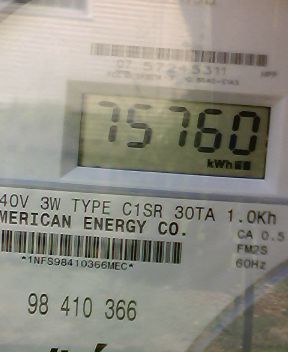 75760
kWh
40V 3W TYPE C1SR 30TA 1.0Kh
MERICAN ENERGY CO.
CA 0.5
FM2S
*1NFS98410366MEC*
60Hz
98 410 366